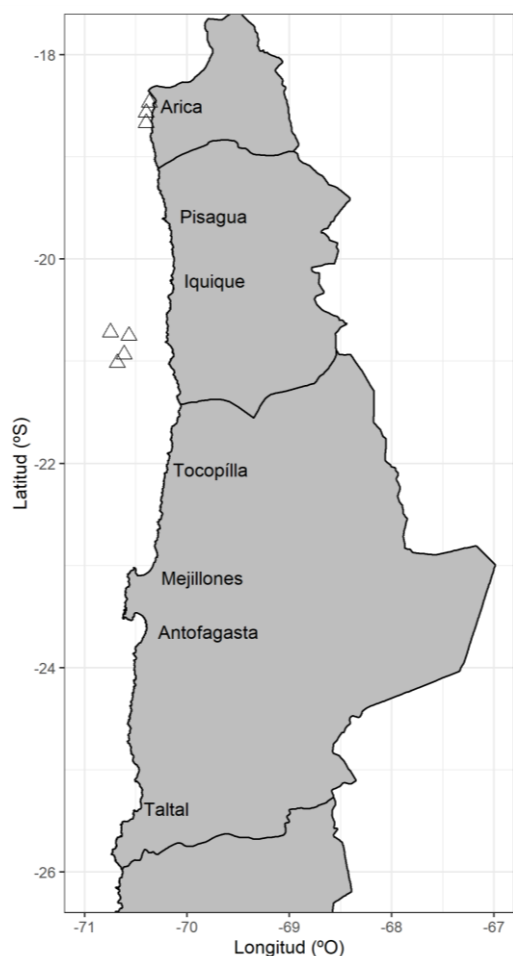 -18
Arica
Pisagua
-20
Iquique
Latitud (ºS)
-22
Tocopílla
Mejillones
Antofagasta
-24
Taltal
-26
-71 -70 -69 -68 -67
Longitud (ºO)